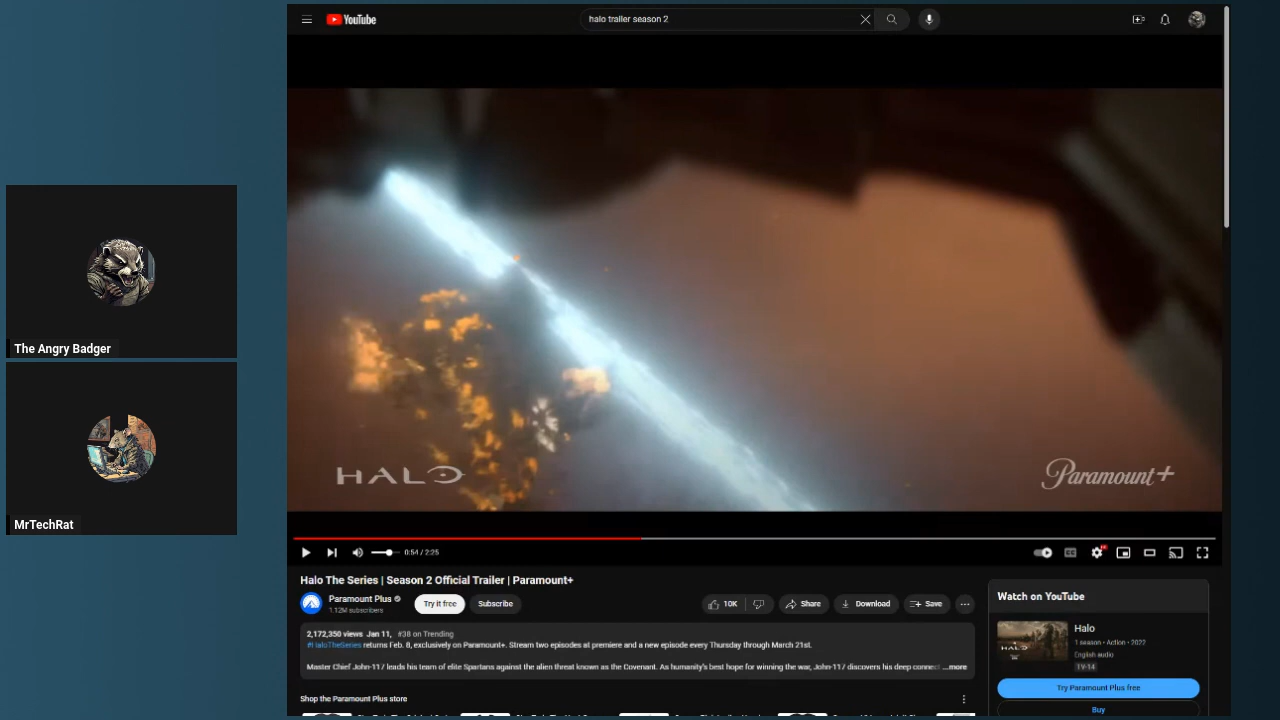 YouTube
halo trailer season 2
The Angry Badger
MrTechRat
HALO
Paramount+
0:54 / 2:25
Halo The Series | Season 2 Official Trailer | Paramount+
Paramount Plus
1.12M subscribers
Try it free
Subscribe
10K
Share
Download
Save
2,172,350 views Jan 11, #38 on Trending
#HaloTheSeries returns Feb. 8, exclusively on Paramount+. Stream two episodes at premiere and a new episode every Thursday through March 21st.
Master Chief John-117 leads his team of elite Spartans against the alien threat known as the Covenant. As humanity's best hope for winning the war, John-117 discovers his deep connect ...more
Shop the Paramount Plus store
Watch on YouTube
HALO
Halo
1 season • Action • 2022
English audio
TV-14
Try Paramount Plus free
Buy